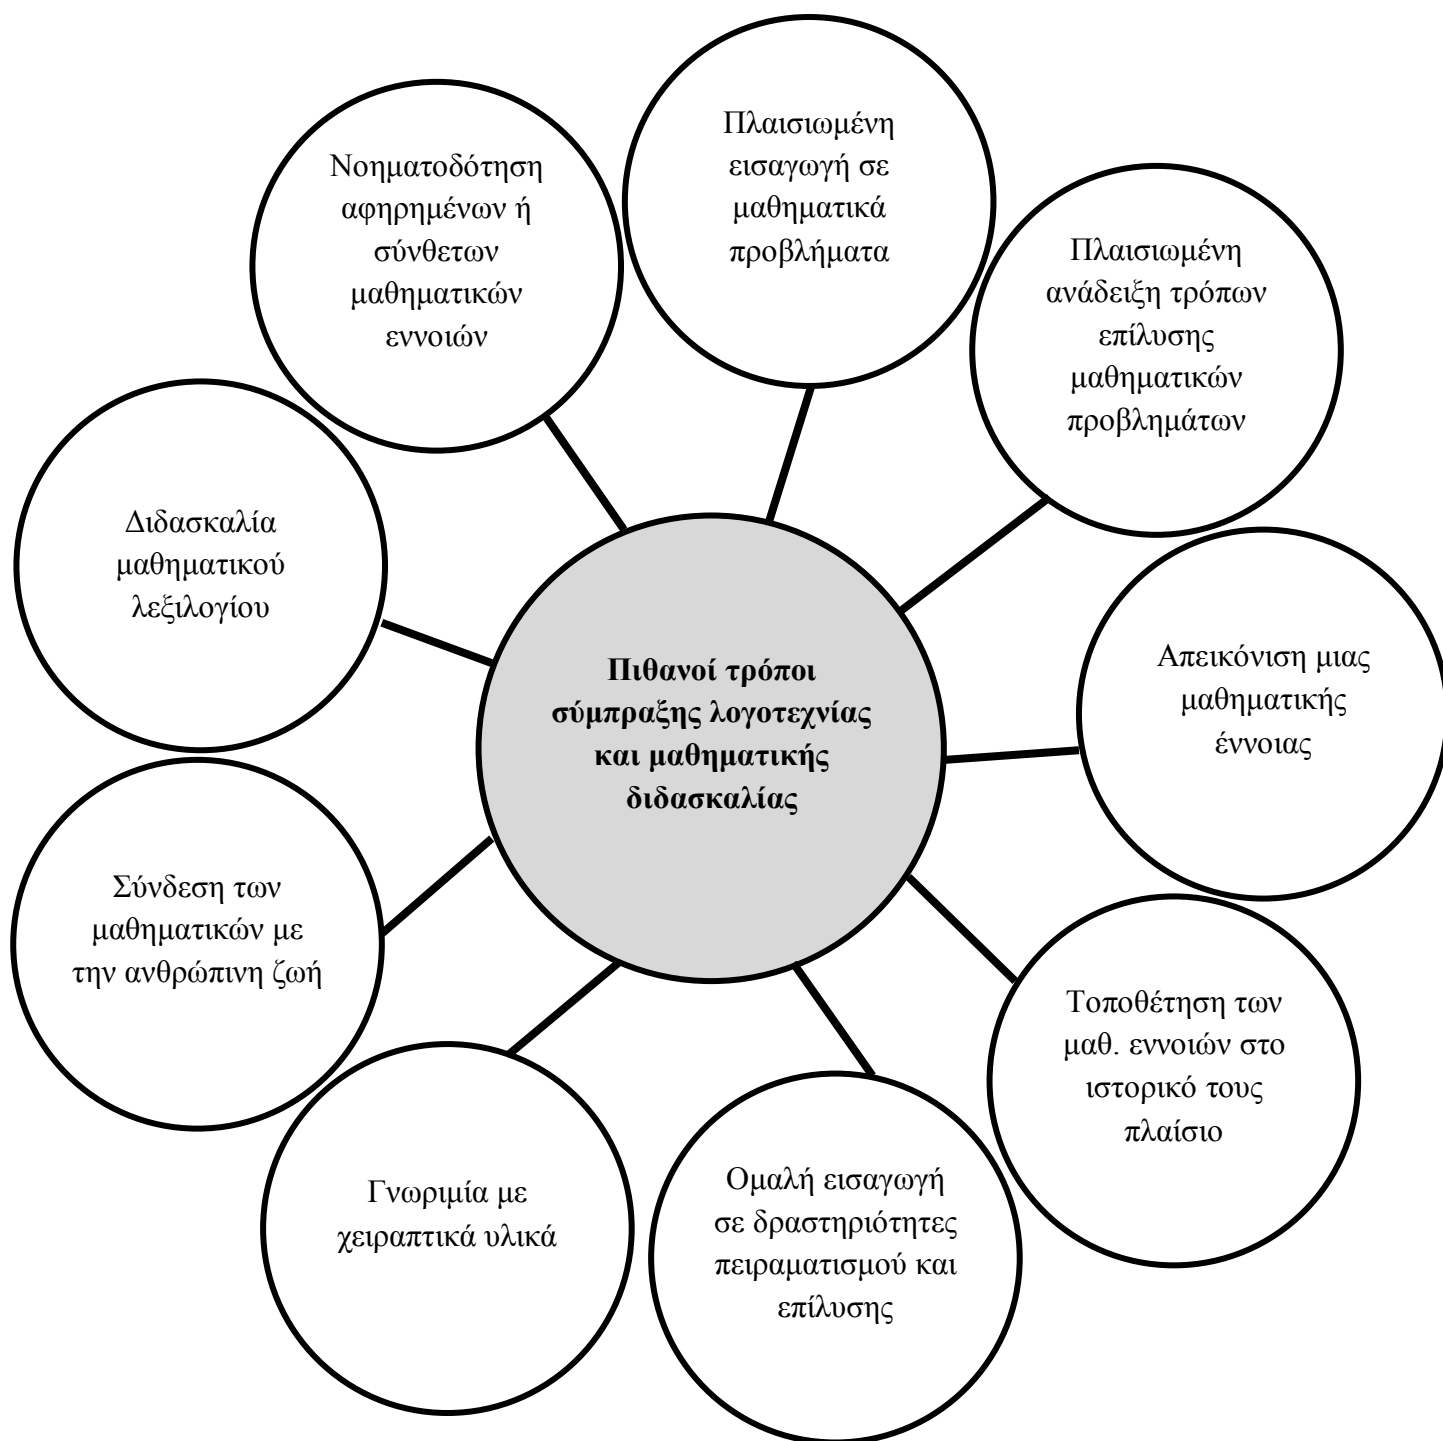 Πλαισιωμένη
εισαγωγή σε
μαθηματικά
προβλήματα
Νοηματοδότηση
αφηρημένων ή
σύνθετων
μαθηματικών
εννοιών
Πλαισιωμένη
ανάδειξη τρόπων
επίλυσης
μαθηματικών
προβλημάτων
Διδασκαλία
μαθηματικού
λεξιλογίου
Πιθανοί τρόποι
σύμπραξης λογοτεχνίας
και μαθηματικής
διδασκαλίας
Απεικόνιση μιας
μαθηματικής
έννοιας
Σύνδεση των
μαθηματικών με
την ανθρώπινη ζωή
Τοποθέτηση των
μαθ. εννοιών στο
ιστορικό τους
πλαίσιο
Γνωριμία με
χειραπτικά υλικά
Ομαλή εισαγωγή
σε δραστηριότητες
πειραματισμού και
επίλυσης